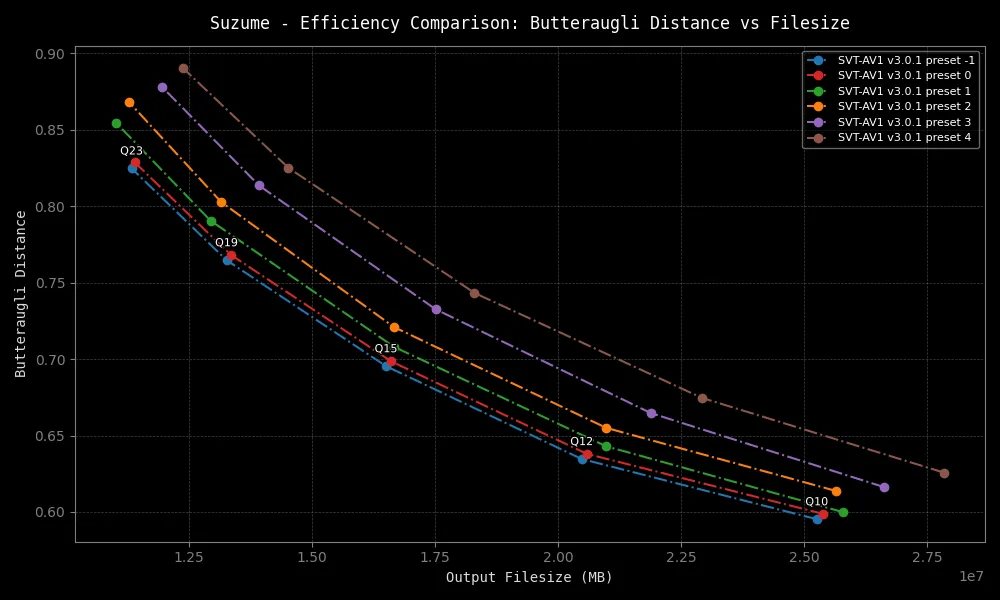 Suzume - Efficiency Comparison: Butteraugli Distance vs Filesize
SVT-AV1 v3.0.1 preset -1
SVT-AV1 v3.0.1 preset 0
SVT-AV1 v3.0.1 preset 1
SVT-AV1 v3.0.1 preset 2
SVT-AV1 v3.0.1 preset 3
SVT-AV1 v3.0.1 preset 4
Butteraugli Distance
0.90
0.85
0.80
0.75
0.70
0.65
0.60
Q23
Q19
Q15
Q12
Q10
1.25 1.50 1.75 2.00 2.25 2.50 2.75
1e7
Output Filesize (MB)